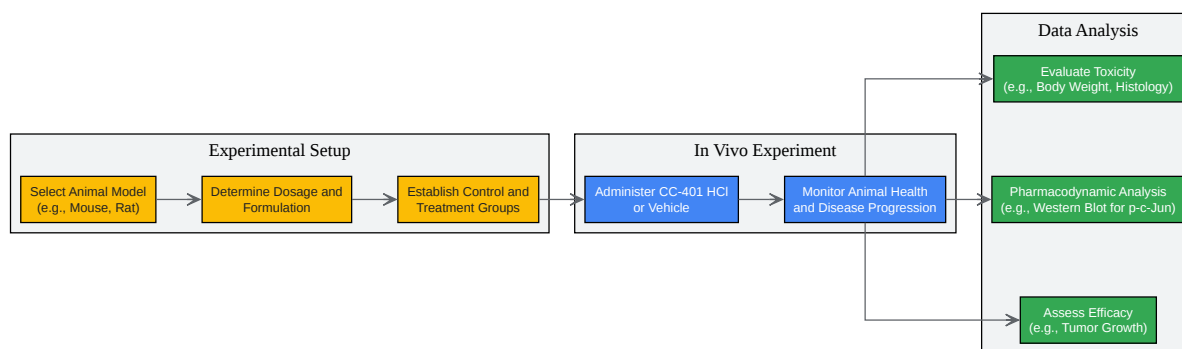 Experimental Setup
Select Animal Model
(e.g., Mouse, Rat)
Determine Dosage and
Formulation
Establish Control and
Treatment Groups
In Vivo Experiment
Administer CC-401 HCl
or Vehicle
Monitor Animal Health
and Disease Progression
Data Analysis
Evaluate Toxicity
(e.g., Body Weight, Histology)
Pharmacodynamic Analysis
(e.g., Western Blot for p-c-Jun)
Assess Efficacy
(e.g., Tumor Growth)